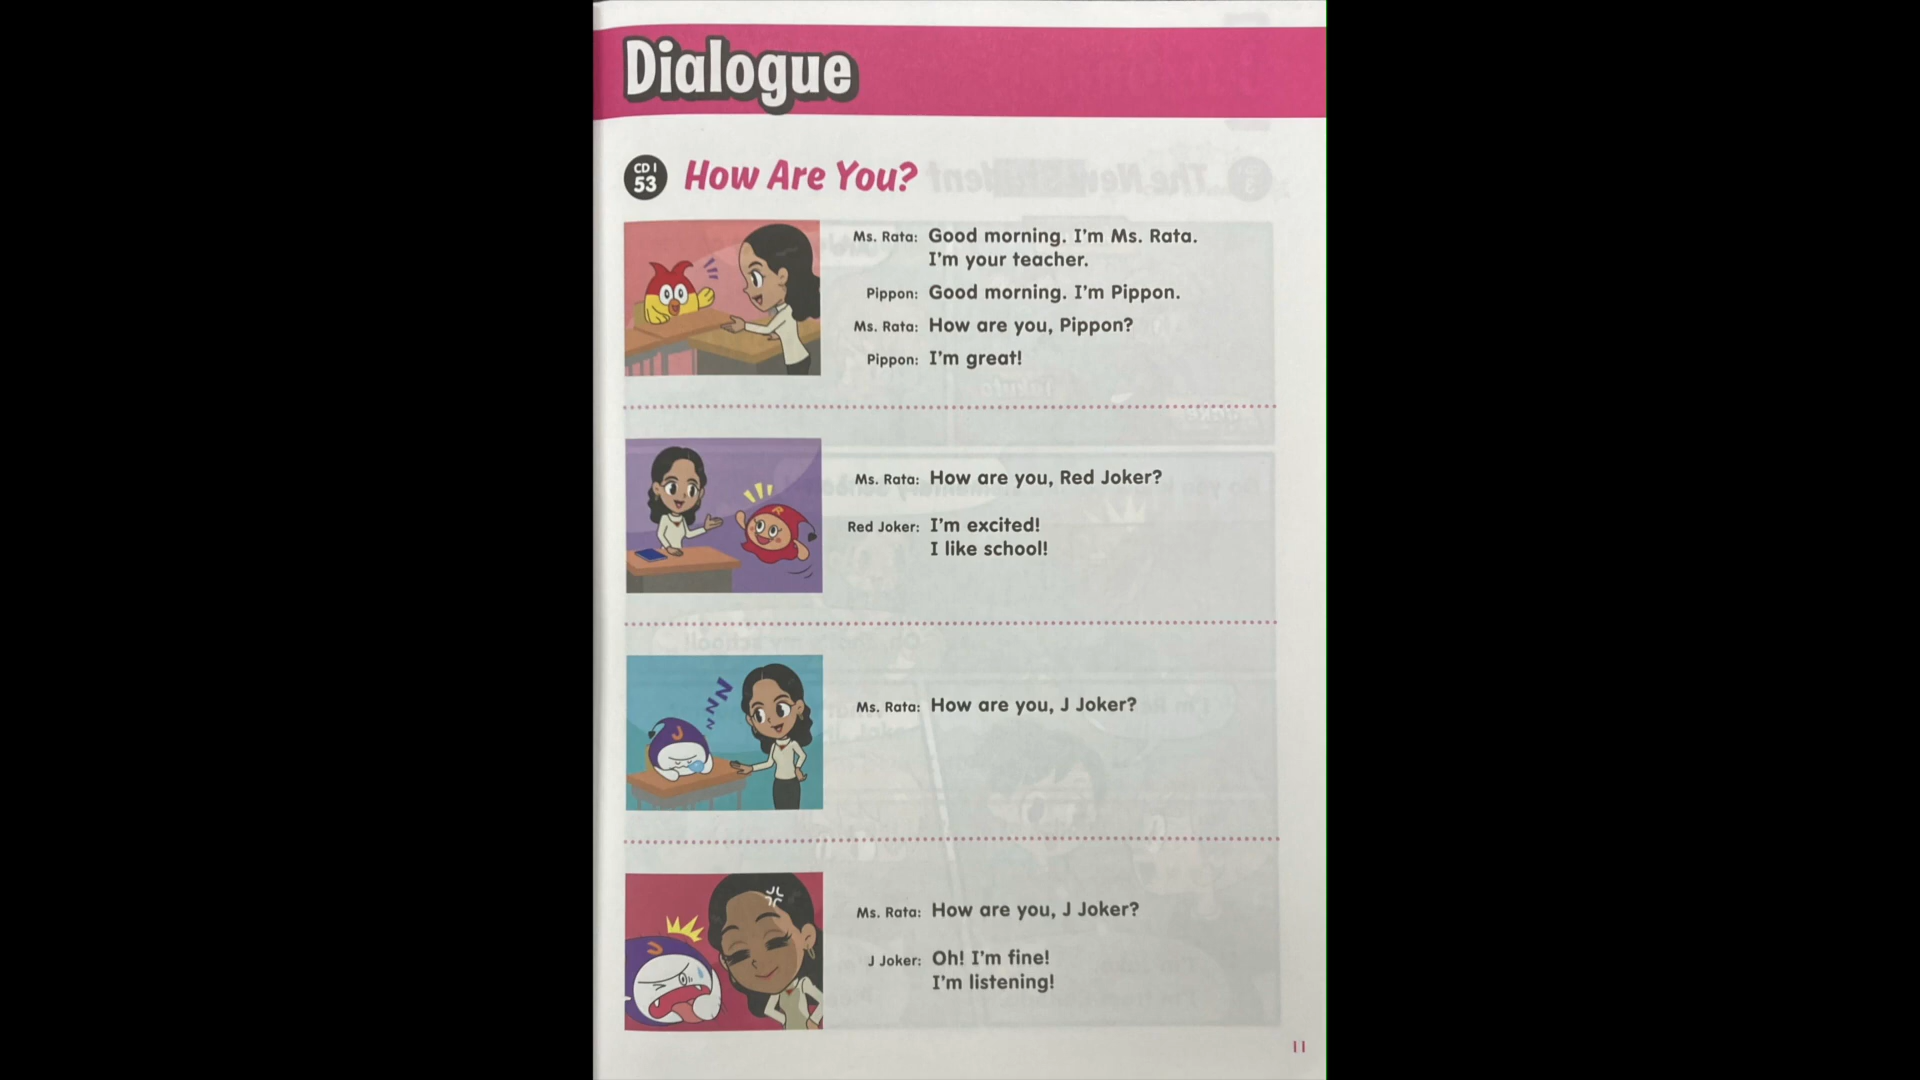 Dialogue
CD 1
53
How Are You?
Ms. Rata: Good morning. I'm Ms. Rata.
I'm your teacher.
Pippon: Good morning. I'm Pippon.
Ms. Rata: How are you, Pippon?
Pippon: I'm great!
Ms. Rata: How are you, Red Joker?
R
Red Joker: I'm excited!
I like school!
N
N
N
J
Ms. Rata: How are you, J Joker?
Ms. Rata: How are you, J Joker?
J
J Joker: Oh! I'm fine!
I'm listening!
11